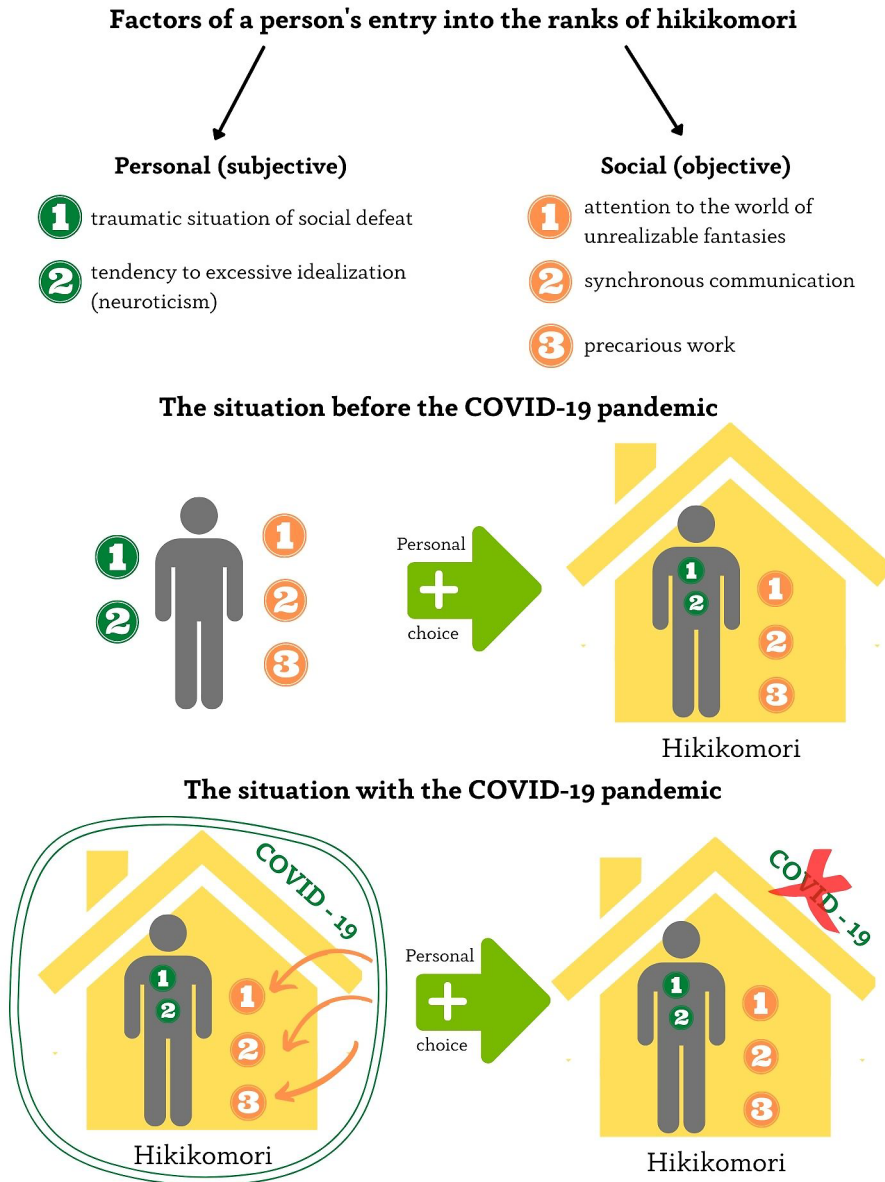 Factors of a person's entry into the ranks of hikikomori
Personal (subjective)
1 traumatic situation of social defeat
2 tendency to excessive idealization
(neuroticism)
Social (objective)
1 attention to the world of
unrealizable fantasies
2 synchronous communication
3 precarious work
The situation before the COVID-19 pandemic
1
2
1
2
3
Personal
+
choice
1
2
1
2
3
Hikikomori
The situation with the COVID-19 pandemic
COVID - 19
1
2
1
2
3
Hikikomori
Personal
+
choice
COVID - 19
1
2
1
2
3
Hikikomori